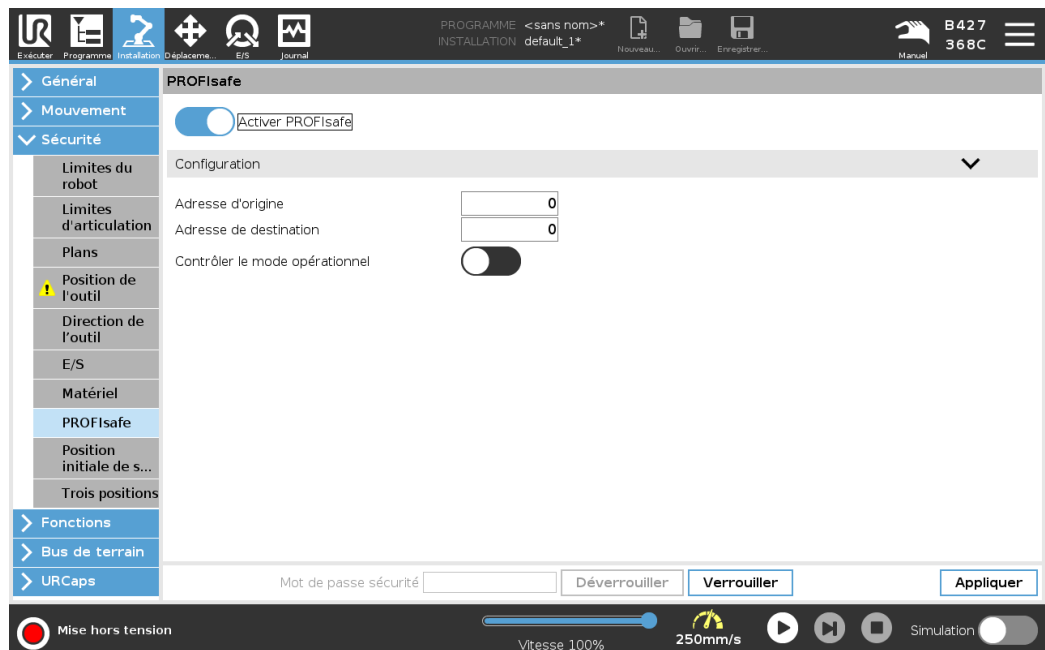 PROGRAMME <sans nom>*
INSTALLATION default_1*
B427
368C
Exécuter Programme Installation Déplaceme... E/S Journal Nouveau... Ouvrir... Enregistrer... Manuel
Général
PROFIsafe
Mouvement
Activer PROFIsafe
Sécurité
Configuration
Limites du
robot
Adresse d'origine 0
Limites
d'articulation
Adresse de destination 0
Plans
Contrôler le mode opérationnel
Position de
l'outil
Direction de
l'outil
E/S
Matériel
PROFIsafe
Position
initiale de s...
Trois positions
Fonctions
Bus de terrain
URCaps
Mot de passe sécurité Déverrouiller Verrouiller Appliquer
Mise hors tension
Vitesse 100%
250mm/s
Simulation